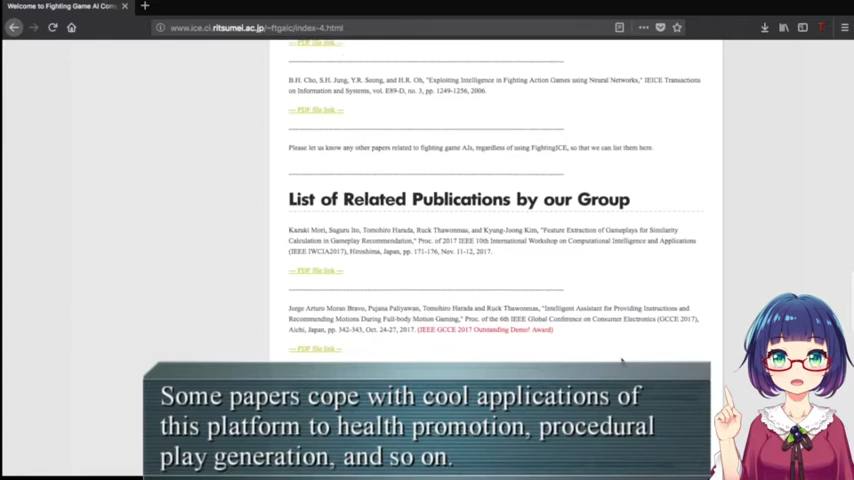 Welcome to Fighting Game AI Com
www.ice.ci.ritsumei.ac.jp/~ftgaic/index-4.html
--- PDF file link ---
B.H. Cho, S.H. Jung, Y.R. Seong, and H.R. Oh, "Exploiting Intelligence in Fighting Action Games using Neural Networks," IEICE Transactions
on Information and Systems, vol. E89-D, no. 3, pp. 1249-1256, 2006.
--- PDF file link ---
Please let us know any other papers related to fighting game AIs, regardless of using FightingICE, so that we can list them here.
List of Related Publications by our Group
Kazuki Mori, Suguru Ito, Tomohiro Harada, Ruck Thawonmas, and Kyung-Joong Kim, "Feature Extraction of Gameplays for Similarity
Calculation in Gameplay Recommendation," Proc. of 2017 IEEE 10th International Workshop on Computational Intelligence and Applications
(IEEE IWCIA2017), Hiroshima, Japan, pp. 171-176, Nov. 11-12, 2017.
--- PDF file link ---
Jorge Arturo Moran Bravo, Pujana Paliyawan, Tomohiro Harada and Ruck Thawonmas, "Intelligent Assistant for Providing Instructions and
Recommending Motions During Full-body Motion Gaming," Proc. of the 6th IEEE Global Conference on Consumer Electronics (GCCE 2017),
Aichi, Japan, pp. 342-343, Oct. 24-27, 2017. (IEEE GCCE 2017 Outstanding Demo! Award)
--- PDF file link ---
Some papers cope with cool applications of
this platform to health promotion, procedural
play generation, and so on.